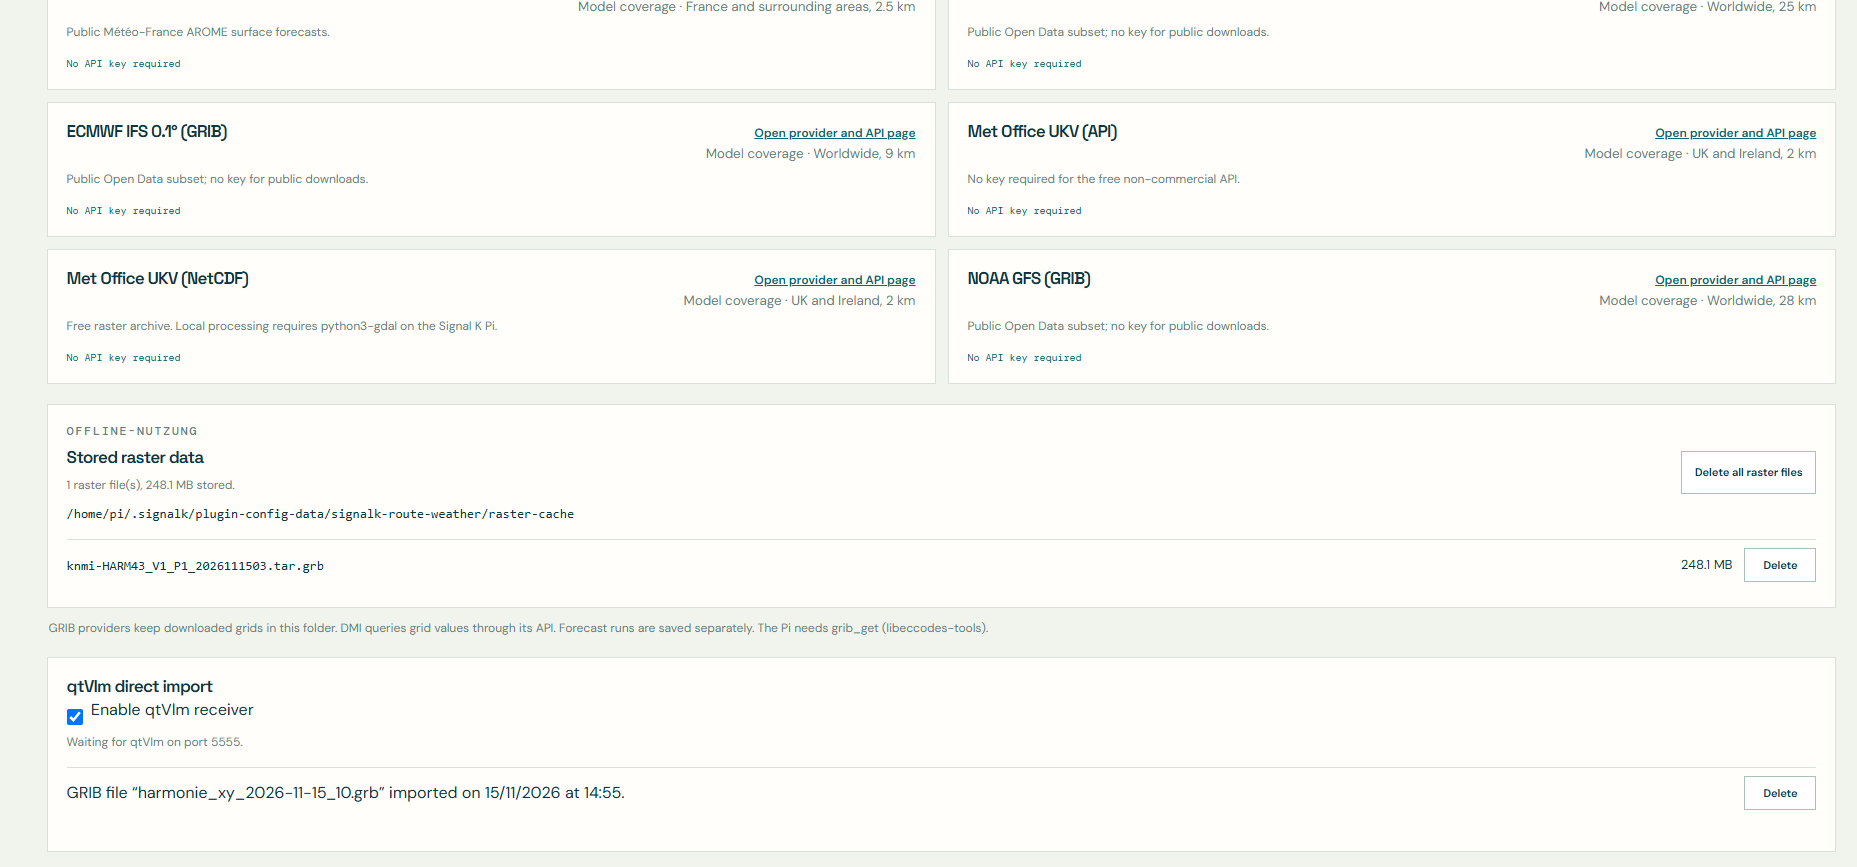 Model coverage · France and surrounding areas, 2.5 km
Public Météo-France AROME surface forecasts.
No API key required
Model coverage · Worldwide, 25 km
Public Open Data subset; no key for public downloads.
No API key required
ECMWF IFS 0.1° (GRIB)
Open provider and API page
Model coverage · Worldwide, 9 km
Public Open Data subset; no key for public downloads.
No API key required
Met Office UKV (API)
Open provider and API page
Model coverage · UK and Ireland, 2 km
No key required for the free non-commercial API.
No API key required
Met Office UKV (NetCDF)
Open provider and API page
Model coverage · UK and Ireland, 2 km
Free raster archive. Local processing requires python3-gdal on the Signal K Pi.
No API key required
NOAA GFS (GRIB)
Open provider and API page
Model coverage · Worldwide, 28 km
Public Open Data subset; no key for public downloads.
No API key required
OFFLINE-NUTZUNG
Stored raster data
1 raster file(s), 248.1 MB stored.
/home/pi/.signalk/plugin-config-data/signalk-route-weather/raster-cache
Delete all raster files
knmi-HARM43_V1_P1_2026111503.tar.grb
248.1 MB
Delete
GRIB providers keep downloaded grids in this folder. DMI queries grid values through its API. Forecast runs are saved separately. The Pi needs grib_get (libeccodes-tools).
qtVlm direct import
Enable qtVlm receiver
Waiting for qtVlm on port 5555.
GRIB file “harmonie_xy_2026-11-15_10.grb” imported on 15/11/2026 at 14:55.
Delete